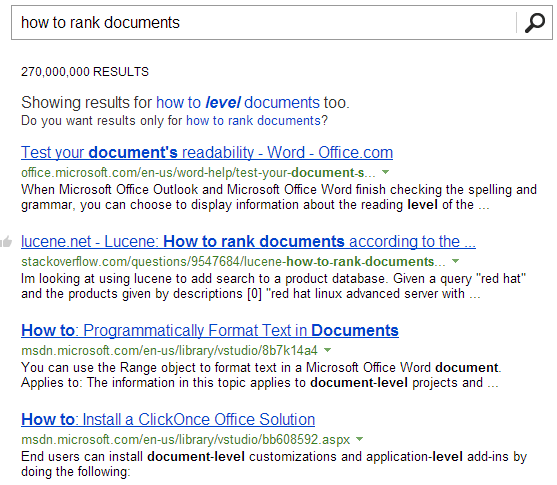 how to rank documents
270,000,000 RESULTS
Showing results for how to level documents too.
Do you want results only for how to rank documents?
Test your document's readability - Word - Office.com
office.microsoft.com/en-us/word-help/test-your-document-s...
When Microsoft Office Outlook and Microsoft Office Word finish checking the spelling and
grammar, you can choose to display information about the reading level of the ...
lucene.net - Lucene: How to rank documents according to the ...
stackoverflow.com/questions/9547684/lucene-how-to-rank-documents...
Im looking at using lucene to add search to a product database. Given a query "red hat"
and the products given by descriptions [0] "red hat linux advanced server with ...
How to: Programmatically Format Text in Documents
msdn.microsoft.com/en-us/library/vstudio/8b7k14a4
You can use the Range object to format text in a Microsoft Office Word document.
Applies to: The information in this topic applies to document-level projects and ...
How to: Install a ClickOnce Office Solution
msdn.microsoft.com/en-us/library/vstudio/bb608592.aspx
End users can install document-level customizations and application-level add-ins by
doing the following: